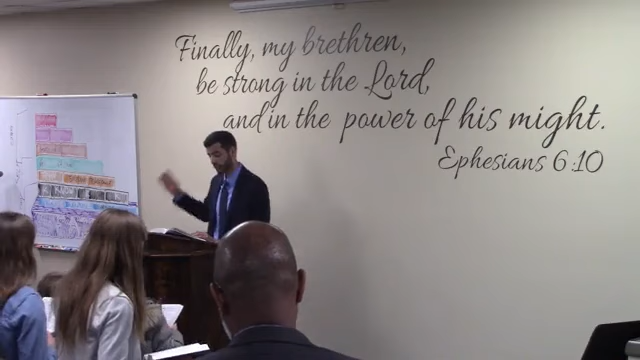 Finally, my brethren,
be strong in the Lord,
and in the power of his might.
Ephesians 6:10